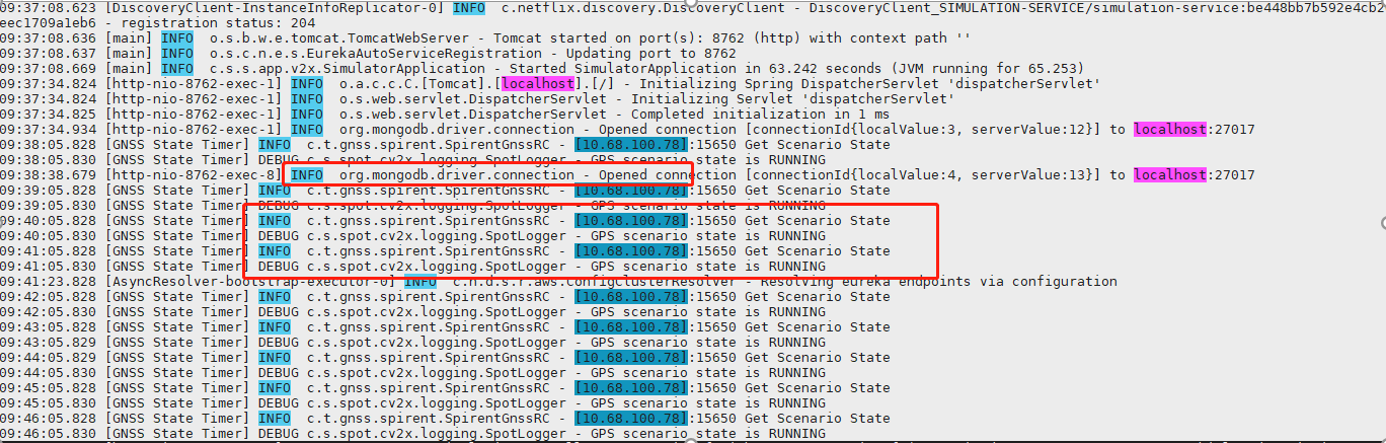 09:37:08.623 [DiscoveryClient-InstanceInfoReplicator-0] INFO  c.netflix.discovery.DiscoveryClient - DiscoveryClient_SIMULATION-SERVICE/simulation-service:be448bb7b592e4cb2
eec1709a1eb6 - registration status: 204
09:37:08.636 [main] INFO  o.s.b.w.e.tomcat.TomcatWebServer - Tomcat started on port(s): 8762 (http) with context path ''
09:37:08.637 [main] INFO  o.s.c.n.e.s.EurekaAutoServiceRegistration - Updating port to 8762
09:37:08.669 [main] INFO  c.s.s.app.v2x.SimulatorApplication - Started SimulatorApplication in 63.242 seconds (JVM running for 65.253)
09:37:34.824 [http-nio-8762-exec-1] INFO  o.a.c.c.C.[Tomcat].[localhost].[/] - Initializing Spring DispatcherServlet 'dispatcherServlet'
09:37:34.824 [http-nio-8762-exec-1] INFO  o.s.web.servlet.DispatcherServlet - Initializing Servlet 'dispatcherServlet'
09:37:34.825 [http-nio-8762-exec-1] INFO  o.s.web.servlet.DispatcherServlet - Completed initialization in 1 ms
09:37:34.934 [http-nio-8762-exec-1] INFO  org.mongodb.driver.connection - Opened connection [connectionId{localValue:3, serverValue:12}] to localhost:27017
09:38:05.828 [GNSS State Timer] INFO  c.t.gnss.spirent.SpirentGnssRC - [10.68.100.78]:15650 Get Scenario State
09:38:05.830 [GNSS State Timer] DEBUG c.s.spot.cv2x.logging.SpotLogger - GPS scenario state is RUNNING
09:38:38.679 [http-nio-8762-exec-8] INFO  org.mongodb.driver.connection - Opened connection [connectionId{localValue:4, serverValue:13}] to localhost:27017
09:39:05.828 [GNSS State Timer] INFO  c.t.gnss.spirent.SpirentGnssRC - [10.68.100.78]:15650 Get Scenario State
09:39:05.830 [GNSS State Timer] DEBUG c.s.spot.cv2x.logging.SpotLogger - GPS scenario state is RUNNING
09:40:05.828 [GNSS State Timer] INFO  c.t.gnss.spirent.SpirentGnssRC - [10.68.100.78]:15650 Get Scenario State
09:40:05.830 [GNSS State Timer] DEBUG c.s.spot.cv2x.logging.SpotLogger - GPS scenario state is RUNNING
09:41:05.828 [GNSS State Timer] INFO  c.t.gnss.spirent.SpirentGnssRC - [10.68.100.78]:15650 Get Scenario State
09:41:05.830 [GNSS State Timer] DEBUG c.s.spot.cv2x.logging.SpotLogger - GPS scenario state is RUNNING
09:41:23.828 [AsyncResolver-bootstrap-executor-0] INFO  c.n.d.s.r.aws.ConfigClusterResolver - Resolving eureka endpoints via configuration
09:42:05.828 [GNSS State Timer] INFO  c.t.gnss.spirent.SpirentGnssRC - [10.68.100.78]:15650 Get Scenario State
09:42:05.830 [GNSS State Timer] DEBUG c.s.spot.cv2x.logging.SpotLogger - GPS scenario state is RUNNING
09:43:05.828 [GNSS State Timer] INFO  c.t.gnss.spirent.SpirentGnssRC - [10.68.100.78]:15650 Get Scenario State
09:43:05.829 [GNSS State Timer] DEBUG c.s.spot.cv2x.logging.SpotLogger - GPS scenario state is RUNNING
09:44:05.829 [GNSS State Timer] INFO  c.t.gnss.spirent.SpirentGnssRC - [10.68.100.78]:15650 Get Scenario State
09:44:05.830 [GNSS State Timer] DEBUG c.s.spot.cv2x.logging.SpotLogger - GPS scenario state is RUNNING
09:45:05.828 [GNSS State Timer] INFO  c.t.gnss.spirent.SpirentGnssRC - [10.68.100.78]:15650 Get Scenario State
09:45:05.830 [GNSS State Timer] DEBUG c.s.spot.cv2x.logging.SpotLogger - GPS scenario state is RUNNING
09:46:05.828 [GNSS State Timer] INFO  c.t.gnss.spirent.SpirentGnssRC - [10.68.100.78]:15650 Get Scenario State
09:46:05.830 [GNSS State Timer] DEBUG c.s.spot.cv2x.logging.SpotLogger - GPS scenario state is RUNNING